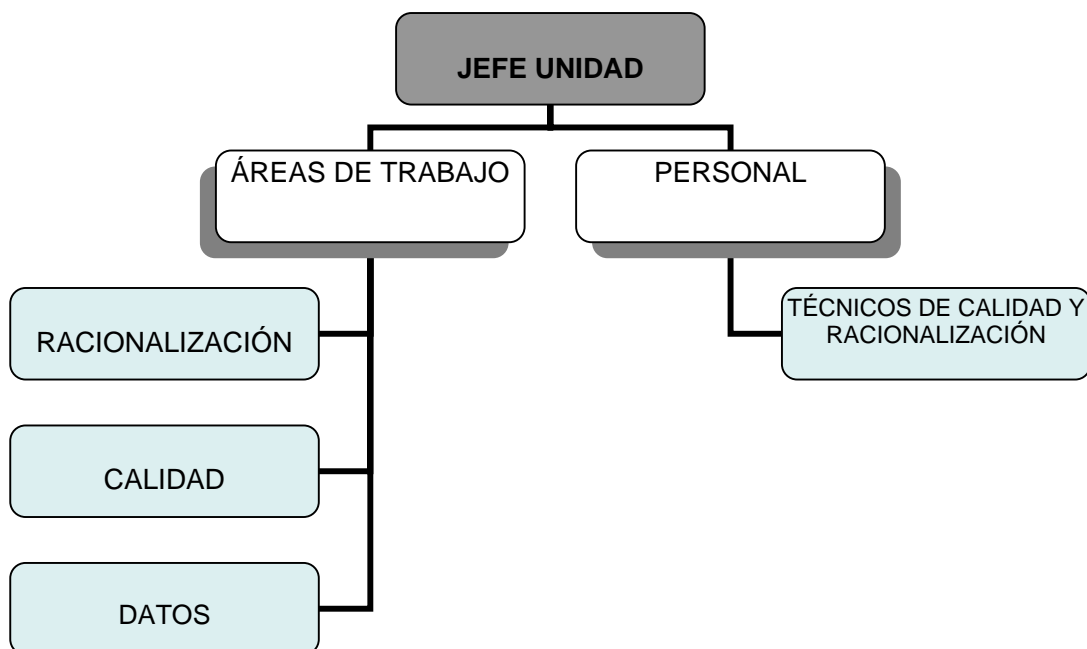 JEFE UNIDAD
ÁREAS DE TRABAJO
PERSONAL
RACIONALIZACIÓN
TÉCNICOS DE CALIDAD Y
RACIONALIZACIÓN
CALIDAD
DATOS